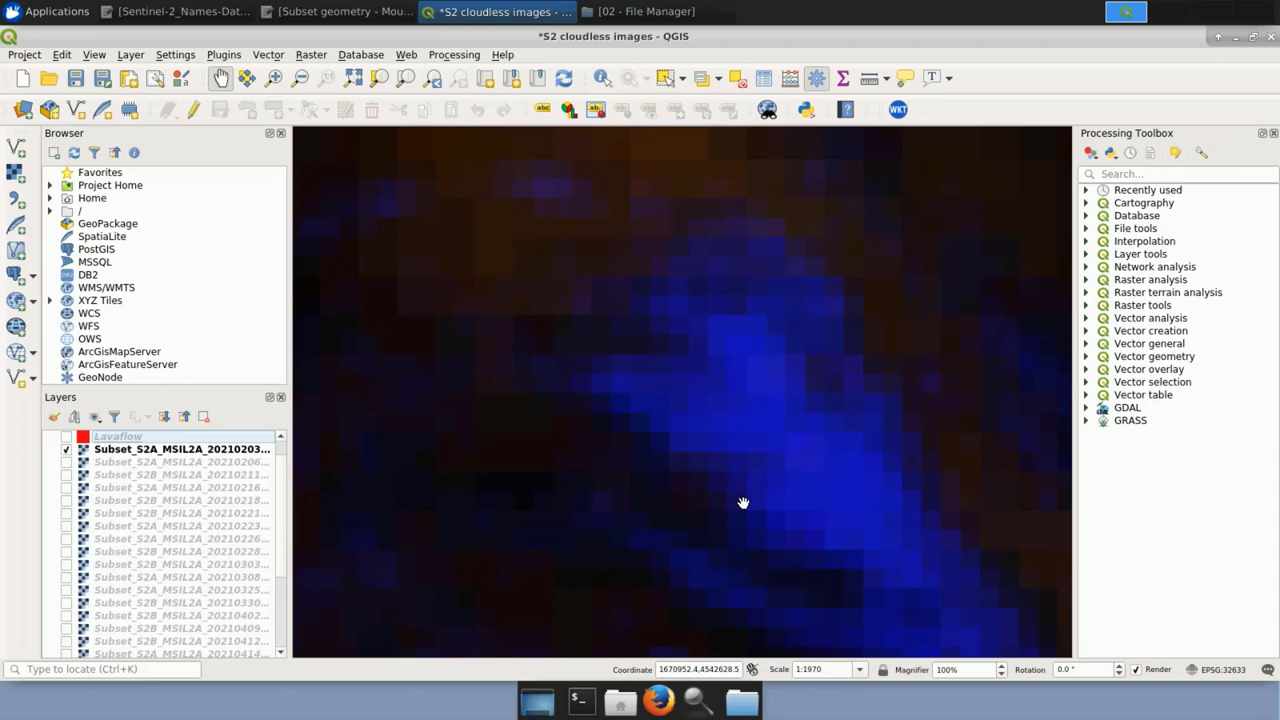 Applications [Sentinel-2_Names-Dat... [Subset geometry - Mou... *S2 cloudless images - ... [02 - File Manager]
*S2 cloudless images - QGIS
Project Edit View Layer Raster Settings Plugins Vector Raster Database Web Processing Help
abc abc WKT
Browser
Favorites
Project Home
Home
/
GeoPackage
SpatiaLite
PostGIS
MSSQL
DB2
WMS/WMTS
XYZ Tiles
WCS
WFS
OWS
ArcGisMapServer
ArcGisFeatureServer
GeoNode
Layers
Lavaflow
Subset_S2A_MSIL2A_20210203...
Subset_S2A_MSIL2A_20210206...
Subset_S2B_MSIL2A_20210211...
Subset_S2A_MSIL2A_20210216...
Subset_S2B_MSIL2A_20210218...
Subset_S2B_MSIL2A_20210221...
Subset_S2A_MSIL2A_20210223...
Subset_S2A_MSIL2A_20210226...
Subset_S2B_MSIL2A_20210228...
Subset_S2B_MSIL2A_20210303...
Subset_S2A_MSIL2A_20210308...
Subset_S2A_MSIL2A_20210325...
Subset_S2B_MSIL2A_20210330...
Subset_S2B_MSIL2A_20210402...
Subset_S2B_MSIL2A_20210409...
Subset_S2B_MSIL2A_20210412...
Subset_S2A_MSIL2A_20210414...
Processing Toolbox
Search...
Recently used
Cartography
Database
File tools
Interpolation
Layer tools
Network analysis
Raster analysis
Raster terrain analysis
Raster tools
Vector analysis
Vector creation
Vector general
Vector geometry
Vector overlay
Vector selection
Vector table
GDAL
GRASS
Type to locate (Ctrl+K) Coordinate 1670952.4,4542628.5 Scale 1:1970 Magnifier 100% Rotation 0.0 ° Render EPSG:32633